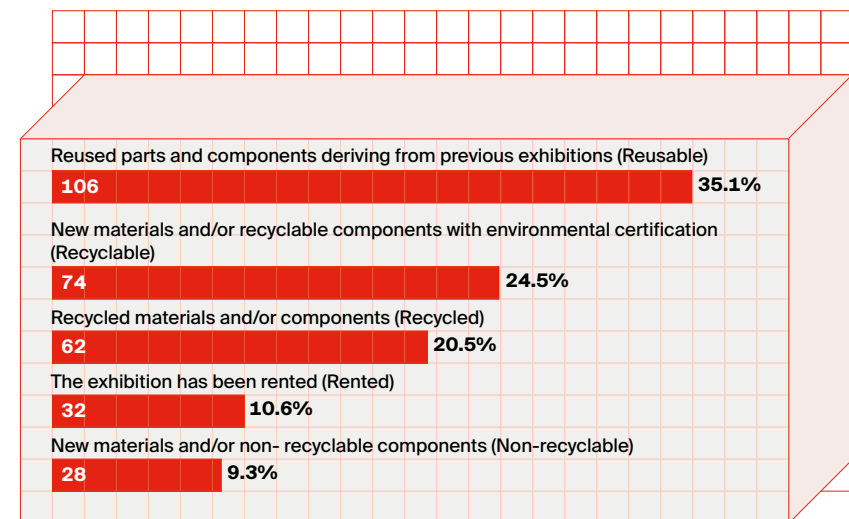 Reused parts and components deriving from previous exhibitions (Reusable)
106 35.1%
New materials and/or recyclable components with environmental certification
(Recyclable)
74 24.5%
Recycled materials and/or components (Recycled)
62 20.5%
The exhibition has been rented (Rented)
32 10.6%
New materials and/or non- recyclable components (Non-recyclable)
28 9.3%